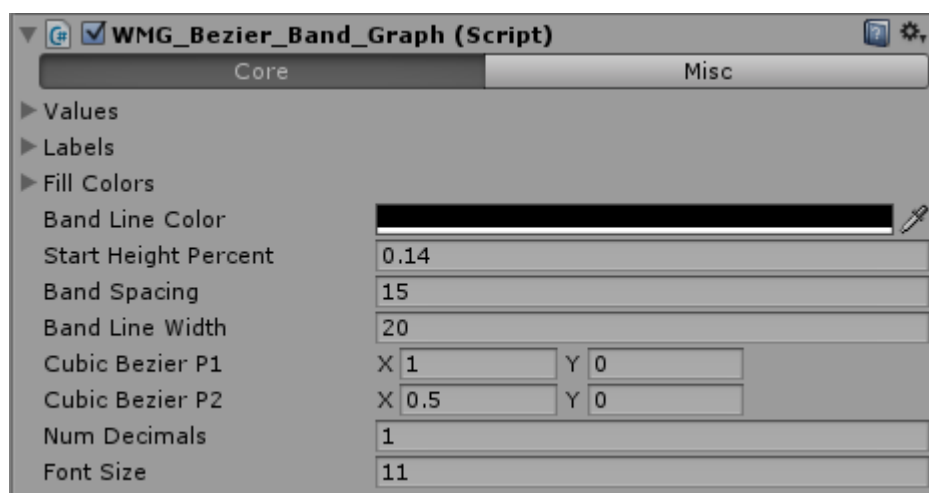 WMG_Bezier_Band_Graph (Script)
Core Misc
Values
Labels
Fill Colors
Band Line Color
Start Height Percent 0.14
Band Spacing 15
Band Line Width 20
Cubic Bezier P1 X 1 Y 0
Cubic Bezier P2 X 0.5 Y 0
Num Decimals 1
Font Size 11